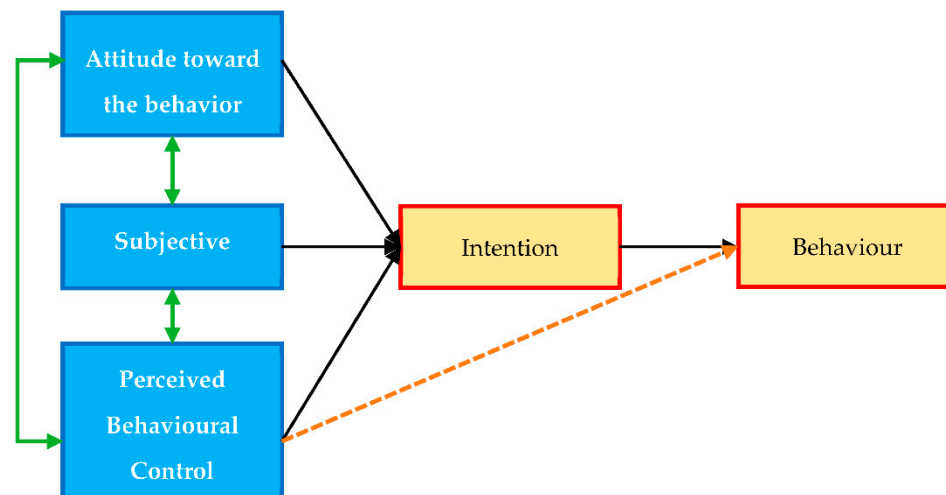 Attitude toward
the behavior
Subjective
Intention
Behaviour
Perceived
Behavioural
Control